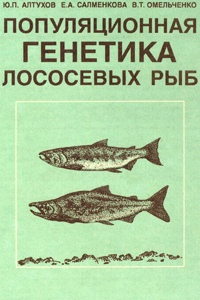 Ю.П. АЛТУХОВ Е.А. САЛМЕНКОВА В.Т. ОМЕЛЬЧЕНКО
ПОПУЛЯЦИОННАЯ
ГЕНЕТИКА
ЛОСОСЕВЫХ РЫБ